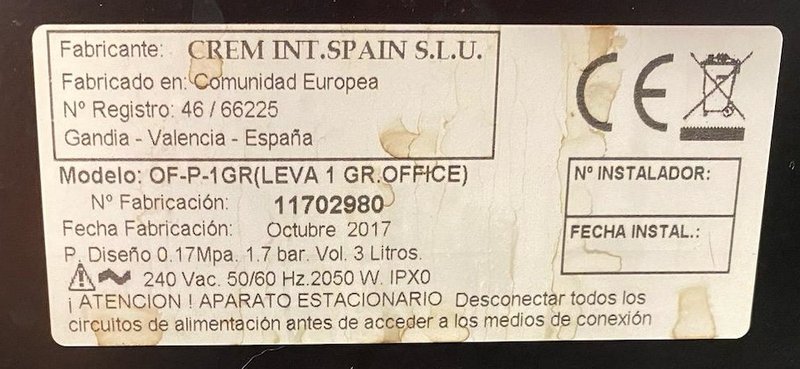 Fabricante: CREM INT.SPAIN S.L.U.
Fabricado en: Comunidad Europea
Nº Registro: 46 / 66225
Gandia - Valencia - España
CE
Modelo: OF-P-1GR(LEVA 1 GR.OFFICE)
Nº Fabricación: 11702980
Fecha Fabricación: Octubre 2017
P. Diseño 0.17Mpa. 1.7 bar. Vol. 3 Litros.
240 Vac. 50/60 Hz.2050 W. IPX0
¡ ATENCION ! APARATO ESTACIONARIO Desconectar todos los
circuitos de alimentación antes de acceder a los medios de conexión
Nº INSTALADOR:
FECHA INSTAL.: